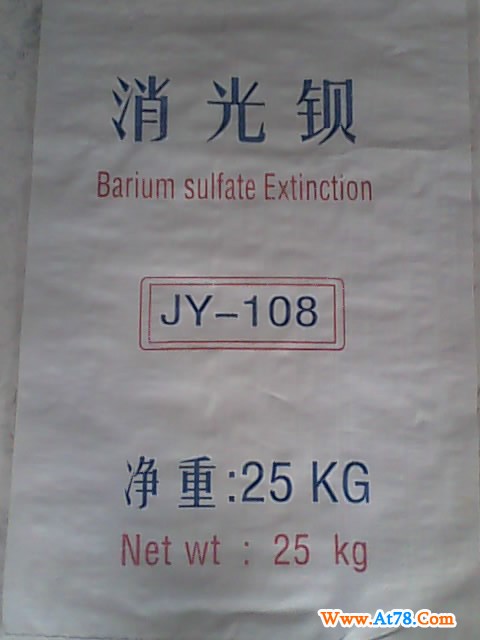 消光钡
Barium sulfate Extinction
JY-108
净重:25 KG
Net wt : 25 kg
Www.At78.Com